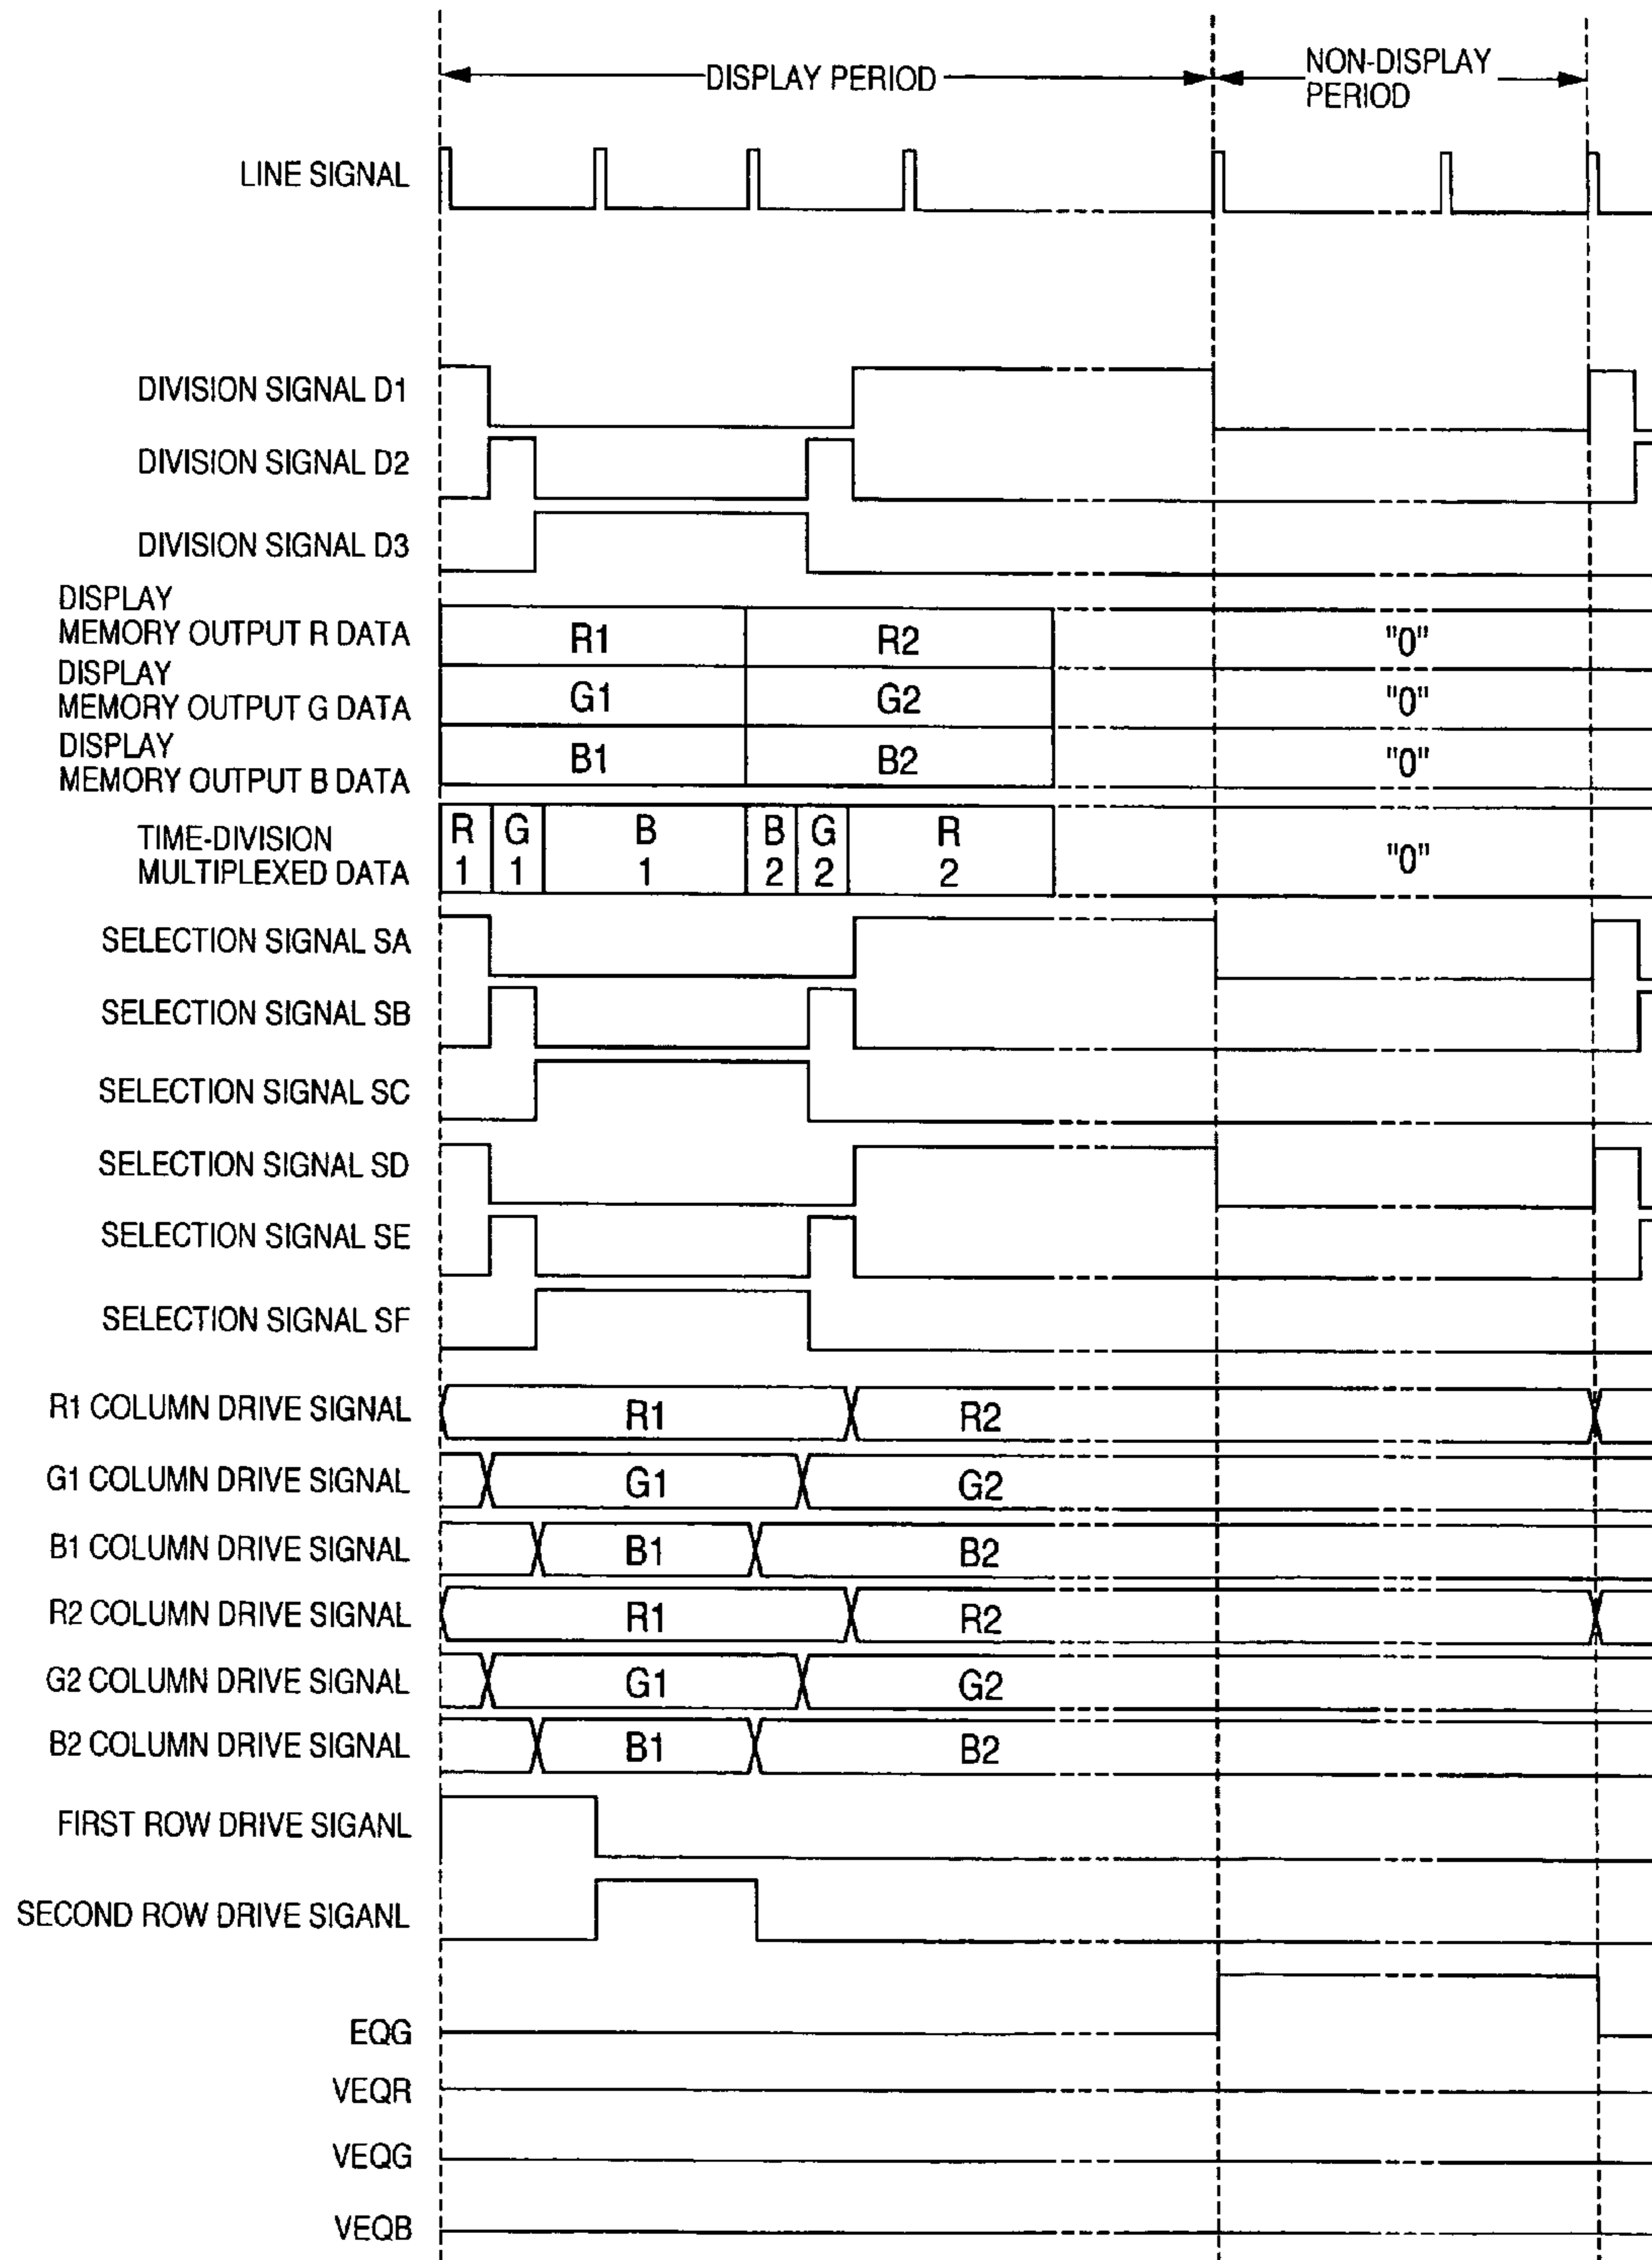 DISPLAY PERIOD
NON-DISPLAY
PERIOD
LINE SIGNAL
DIVISION SIGNAL D1
DIVISION SIGNAL D2
DIVISION SIGNAL D3
DISPLAY
MEMORY OUTPUT R DATA
R1 R2 "0"
DISPLAY
MEMORY OUTPUT G DATA
G1 G2 "0"
DISPLAY
MEMORY OUTPUT B DATA
B1 B2 "0"
TIME-DIVISION
MULTIPLEXED DATA
R G B B G R
1 1 1 2 2 2
"0"
SELECTION SIGNAL SA
SELECTION SIGNAL SB
SELECTION SIGNAL SC
SELECTION SIGNAL SD
SELECTION SIGNAL SE
SELECTION SIGNAL SF
R1 COLUMN DRIVE SIGNAL R1 R2
G1 COLUMN DRIVE SIGNAL G1 G2
B1 COLUMN DRIVE SIGNAL B1 B2
R2 COLUMN DRIVE SIGNAL R1 R2
G2 COLUMN DRIVE SIGNAL G1 G2
B2 COLUMN DRIVE SIGNAL B1 B2
FIRST ROW DRIVE SIGANL
SECOND ROW DRIVE SIGANL
EQG
VEQR
VEQG
VEQB